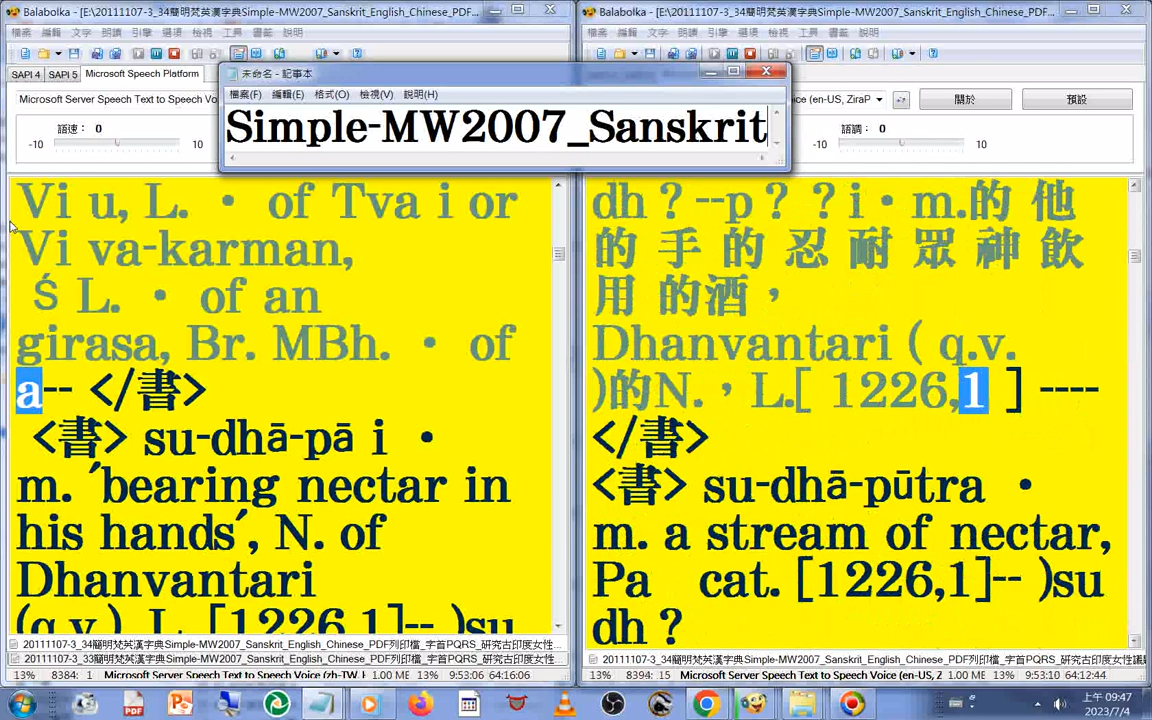 Balabolka - [E:\20111107-3_34簡明梵英漢字典Simple-MW2007_Sanskrit_English_Chinese_PDF...
檔案 編輯 文字 朗讀 引擎 選項 檢視 工具 書籤 說明
SAPI 4 SAPI 5 Microsoft Speech Platform
Microsoft Server Speech Text to Speech Vo
語速： 0
-10 10
Vi u, L. • of Tva i or
Vi va-karman,
Ś L. • of an
girasa, Br. MBh. • of
a-- </書>
<書> su-dhā-pā i •
m. 'bearing nectar in
his hands', N. of
Dhanvantari
(q.v.), L.[1226,1]-- )su
20111107-3_34簡明梵英漢字典Simple-MW2007_Sanskrit_English_Chinese_PDF列印檔_字首PQRS_研究古印度女性...
20111107-3_33簡明梵英漢字典Simple-MW2007_Sanskrit_English_Chinese_PDF列印檔_字首PQRS_研究古印度女性...
13% 8384: 1 Microsoft Server Speech Text to Speech Voice (zh-TW, 1.00 ME 9:53:06 64:16:06
未命名 - 記事本
檔案(F) 編輯(E) 格式(O) 檢視(V) 說明(H)
Simple-MW2007_Sanskrit
Balabolka - [E:\20111107-3_34簡明梵英漢字典Simple-MW2007_Sanskrit_English_Chinese_PDF...
檔案 編輯 文字 朗讀 引擎 選項 檢視 工具 書籤 說明
ice (en-US, ZiraP 關於 預設
語調： 0
-10 10
dh？--p？？i• m.的 他
的 手 的 忍 耐 眾 神 飲
用 的酒，
Dhanvantari ( q.v.
)的N.，L.[ 1226,1 ] ----
</書>
<書> su-dhā-pūtra •
m. a stream of nectar,
Pa cat. [1226,1]-- )su
dh？
20111107-3_34簡明梵英漢字典Simple-MW2007_Sanskrit_English_Chinese_PDF列印檔_字首PQRS_研究古印度女性議
13% 8394: 15 Microsoft Server Speech Text to Speech Voice (en-US, Z 1.00 ME 9:53:06 64:12:44
上午 09:47
2023/7/4